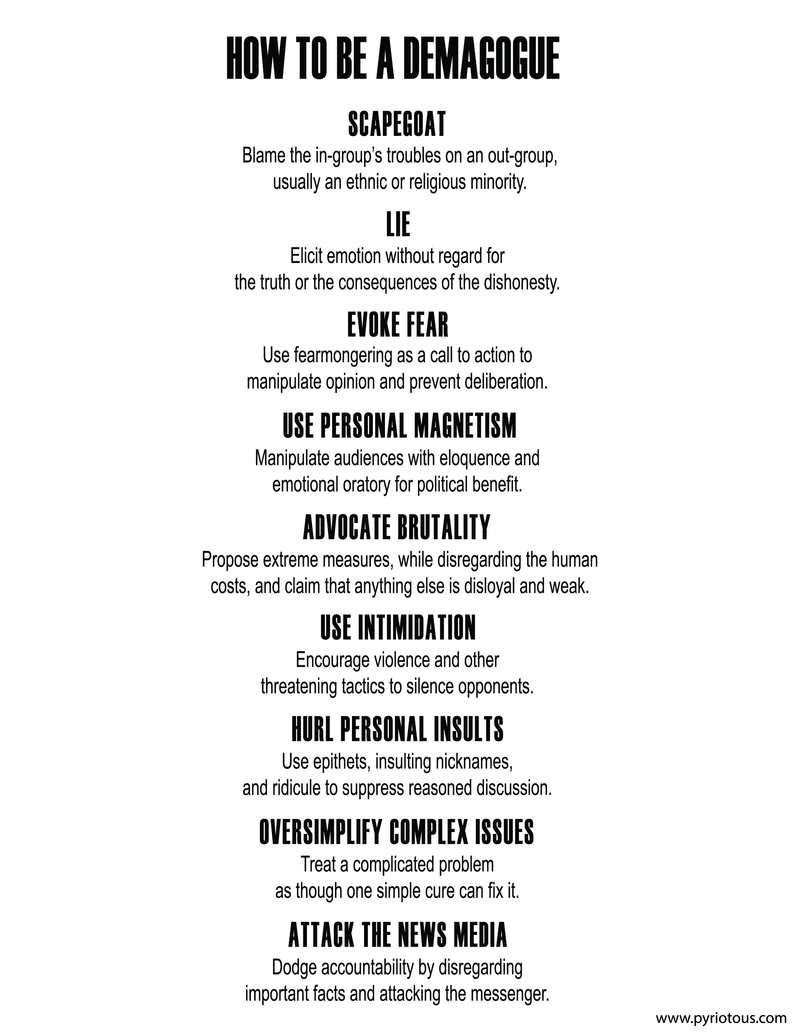 HOW TO BE A DEMAGOGUE
SCAPEGOAT
Blame the in-group's troubles on an out-group,
usually an ethnic or religious minority.
LIE
Elicit emotion without regard for
the truth or the consequences of the dishonesty.
EVOKE FEAR
Use fearmongering as a call to action to
manipulate opinion and prevent deliberation.
USE PERSONAL MAGNETISM
Manipulate audiences with eloquence and
emotional oratory for political benefit.
ADVOCATE BRUTALITY
Propose extreme measures, while disregarding the human
costs, and claim that anything else is disloyal and weak.
USE INTIMIDATION
Encourage violence and other
threatening tactics to silence opponents.
HURL PERSONAL INSULTS
Use epithets, insulting nicknames,
and ridicule to suppress reasoned discussion.
OVERSIMPLIFY COMPLEX ISSUES
Treat a complicated problem
as though one simple cure can fix it.
ATTACK THE NEWS MEDIA
Dodge accountability by disregarding
important facts and attacking the messenger.
www.pyriotous.com